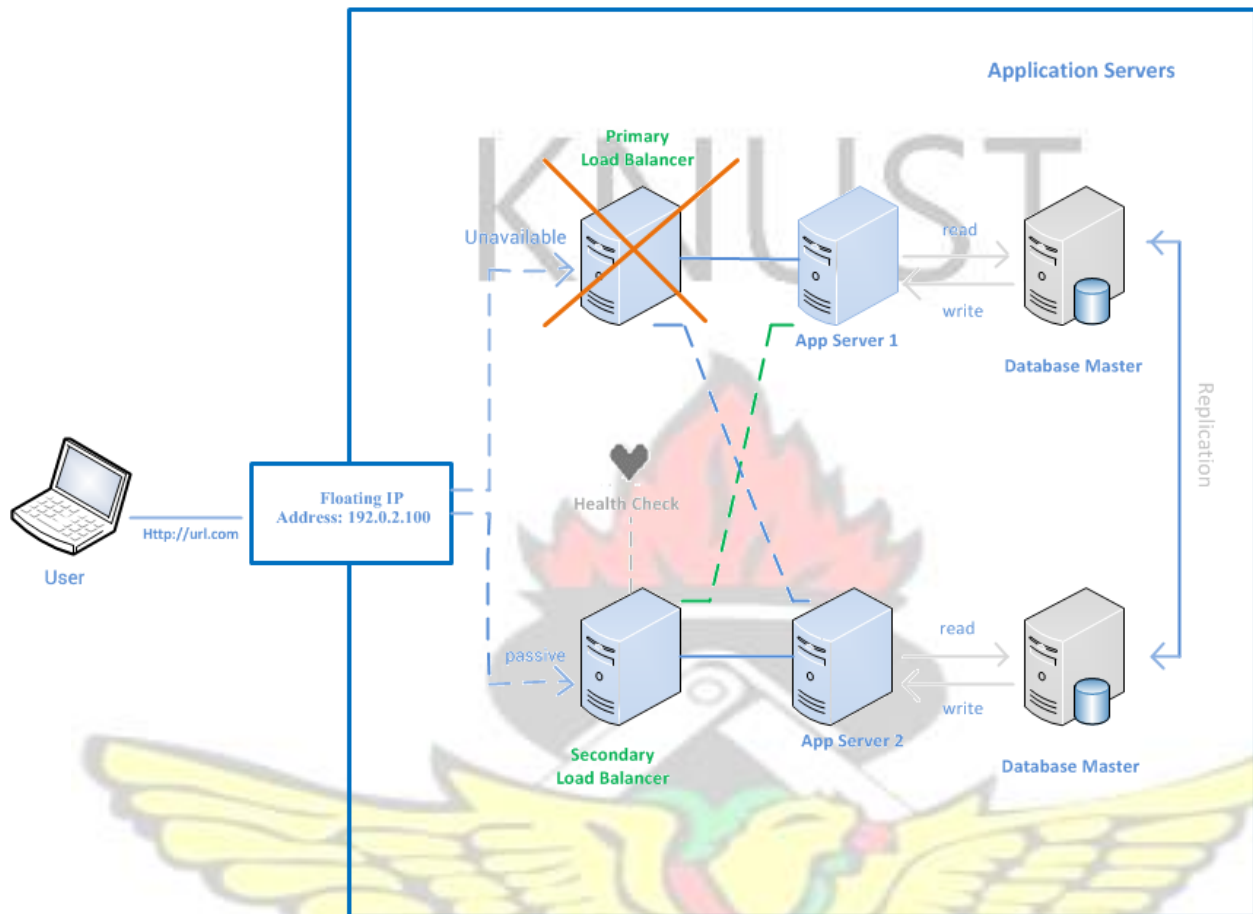 Application Servers
KNUST
Primary
Load Balancer
Unavailable
read
write
App Server 1
Database Master
Replication
Health Check
Floating IP
Address: 192.0.2.100
Http://url.com
User
passive
read
write
App Server 2
Secondary
Load Balancer
Database Master